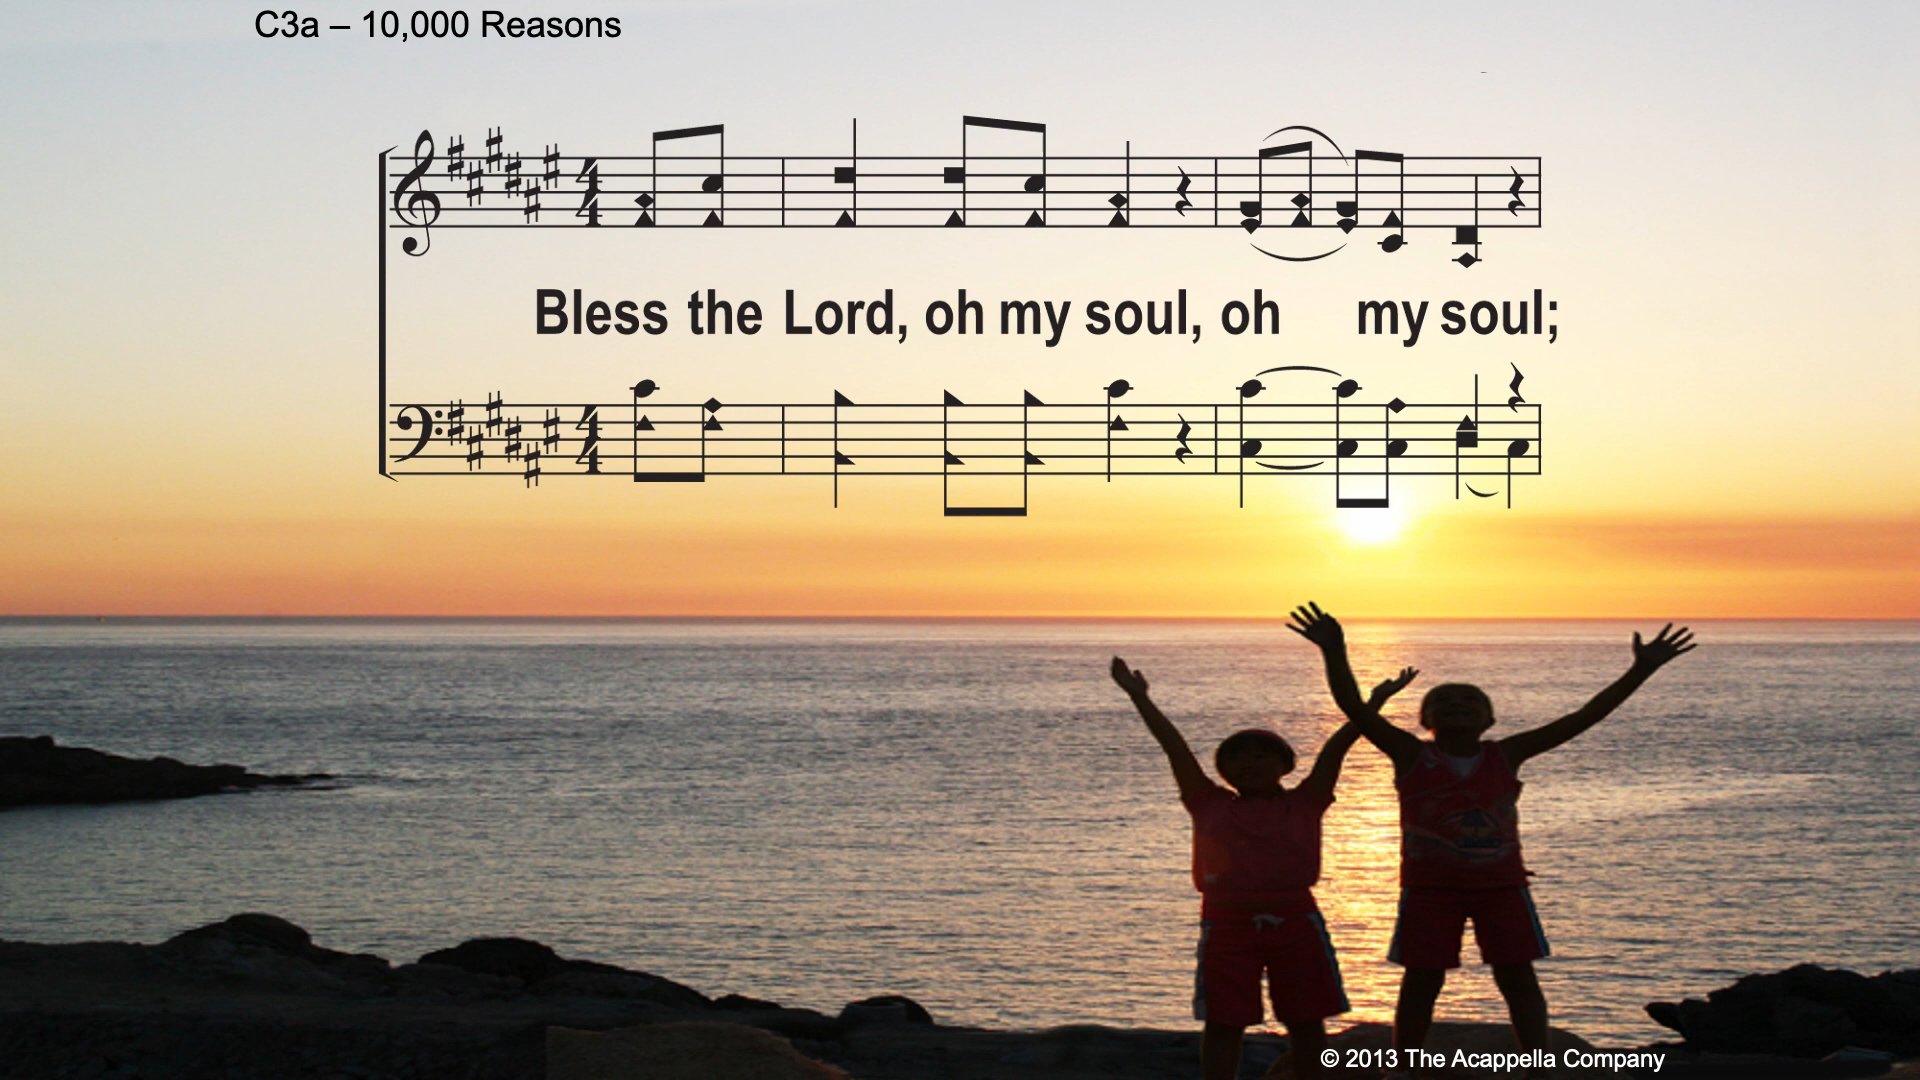 C3a – 10,000 Reasons
Bless the Lord, oh my soul, oh my soul;
© 2013 The Acappella Company